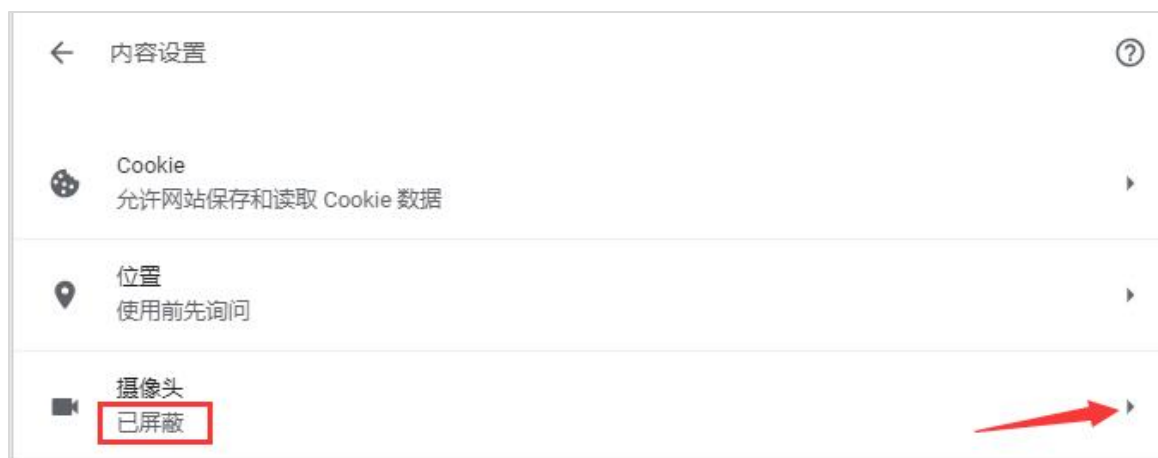 内容设置
Cookie
允许网站保存和读取 Cookie 数据
位置
使用前先询问
摄像头
已屏蔽